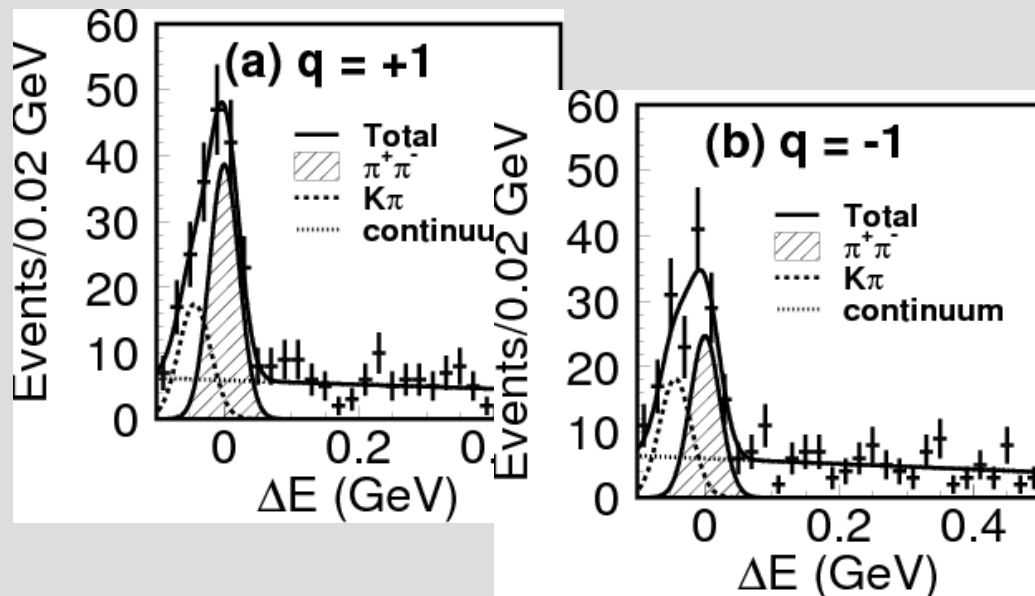 (a) q = +1
Events/0.02 GeV
60
50
40
30
20
10
0
Total
π⁺π⁻
Kπ
continuu
0
0.2
0.
ΔE (GeV)
(b) q = -1
Events/0.02 GeV
60
50
40
30
20
10
0
Total
π⁺π⁻
Kπ
continuum
0
0.2
0.4
ΔE (GeV)